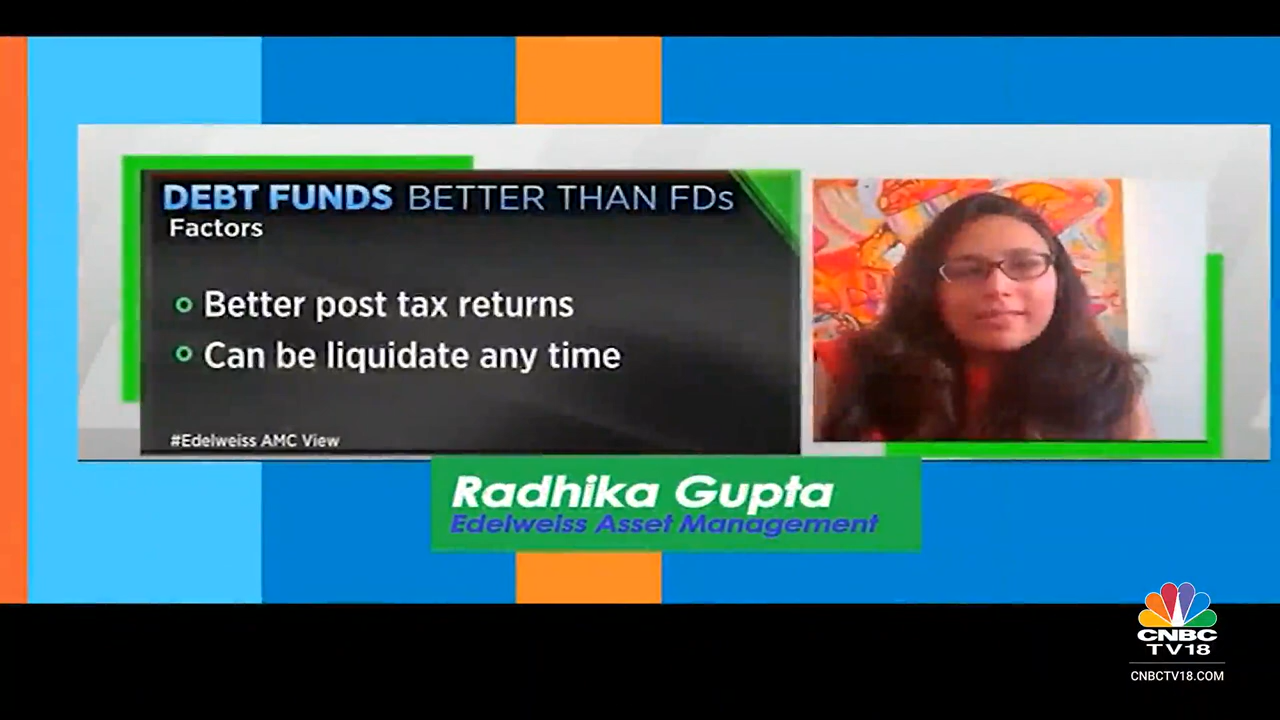 DEBT FUNDS BETTER THAN FDs
Factors
Better post tax returns
Can be liquidate any time
#Edelweiss AMC View
Radhika Gupta
Edelweiss Asset Management
CNBC
TV18
CNBCTV18.COM